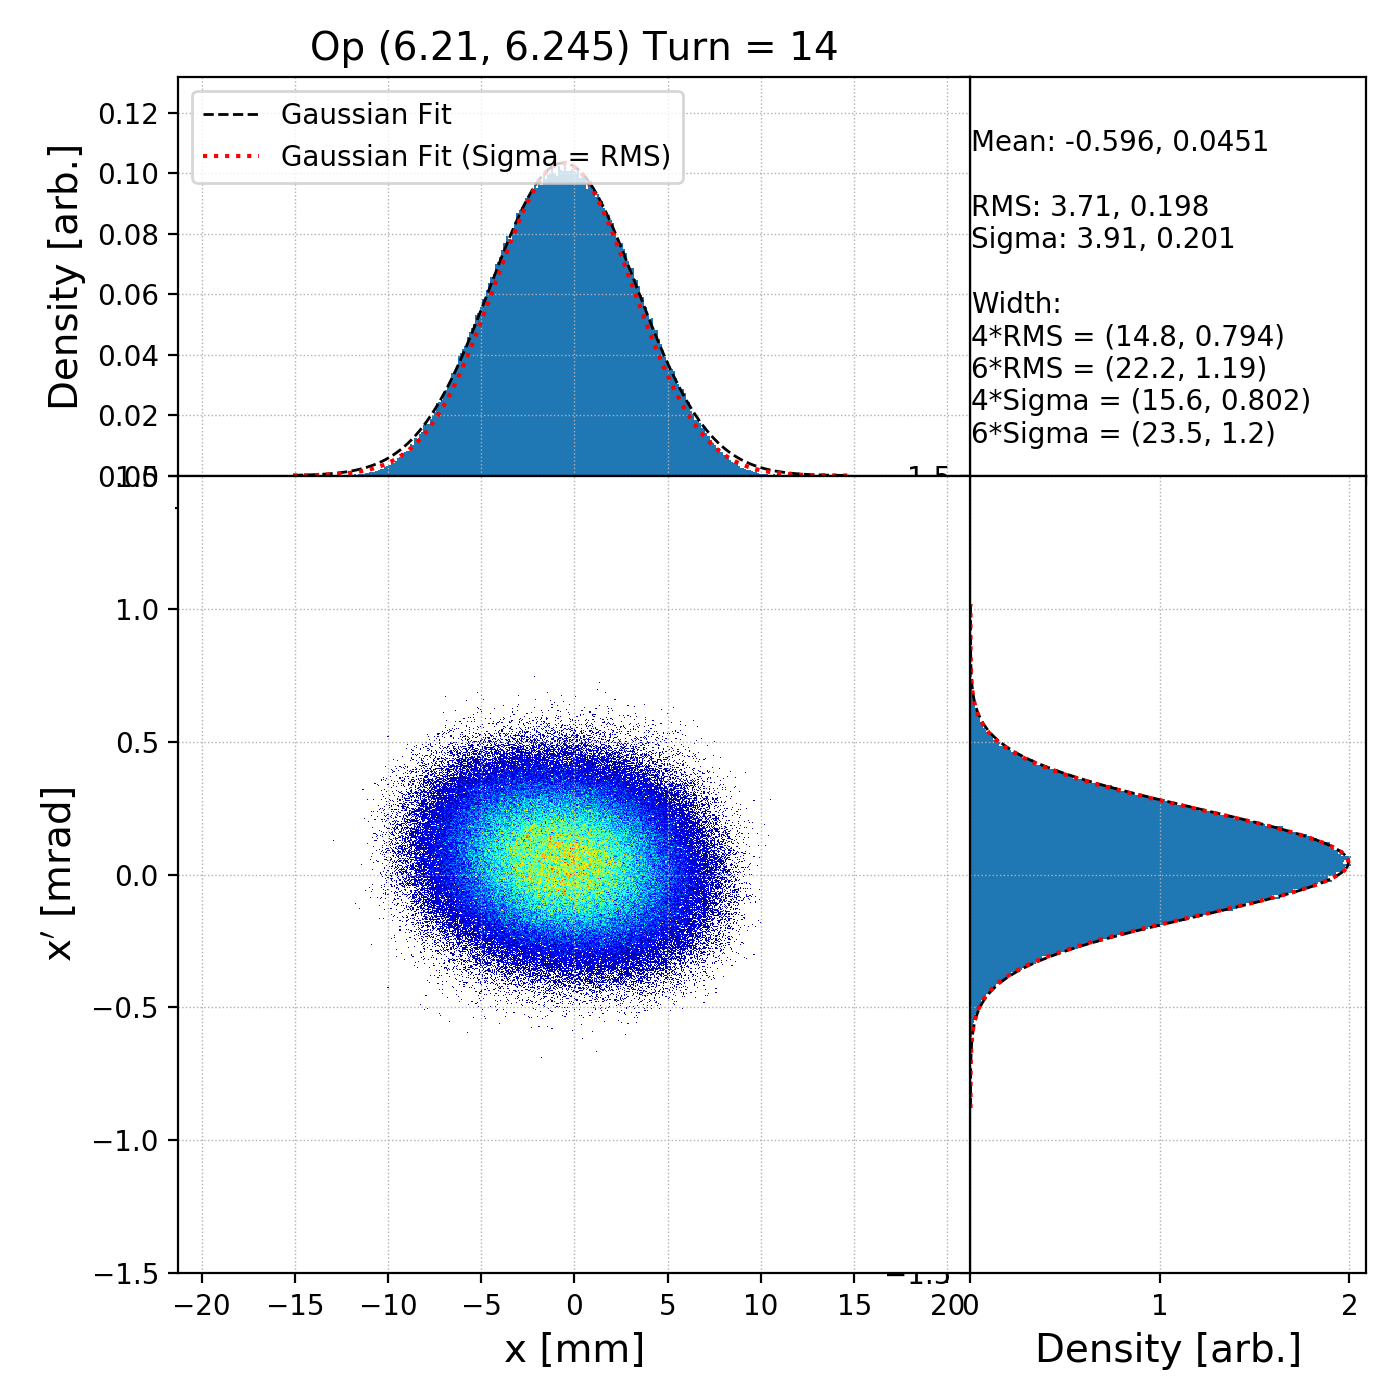 Op (6.21, 6.245) Turn = 14
Gaussian Fit
Gaussian Fit (Sigma = RMS)
Density [arb.]
0.12
0.10
0.08
0.06
0.04
0.02
Mean: -0.596, 0.0451
RMS: 3.71, 0.198
Sigma: 3.91, 0.201
Width:
4*RMS = (14.8, 0.794)
6*RMS = (22.2, 1.19)
4*Sigma = (15.6, 0.802)
6*Sigma = (23.5, 1.2)
1.0
0.5
0.0
−0.5
−1.0
−1.5
x′ [mrad]
−20 −15 −10 −5 0 5 10 15 20
x [mm]
0 1 2
Density [arb.]